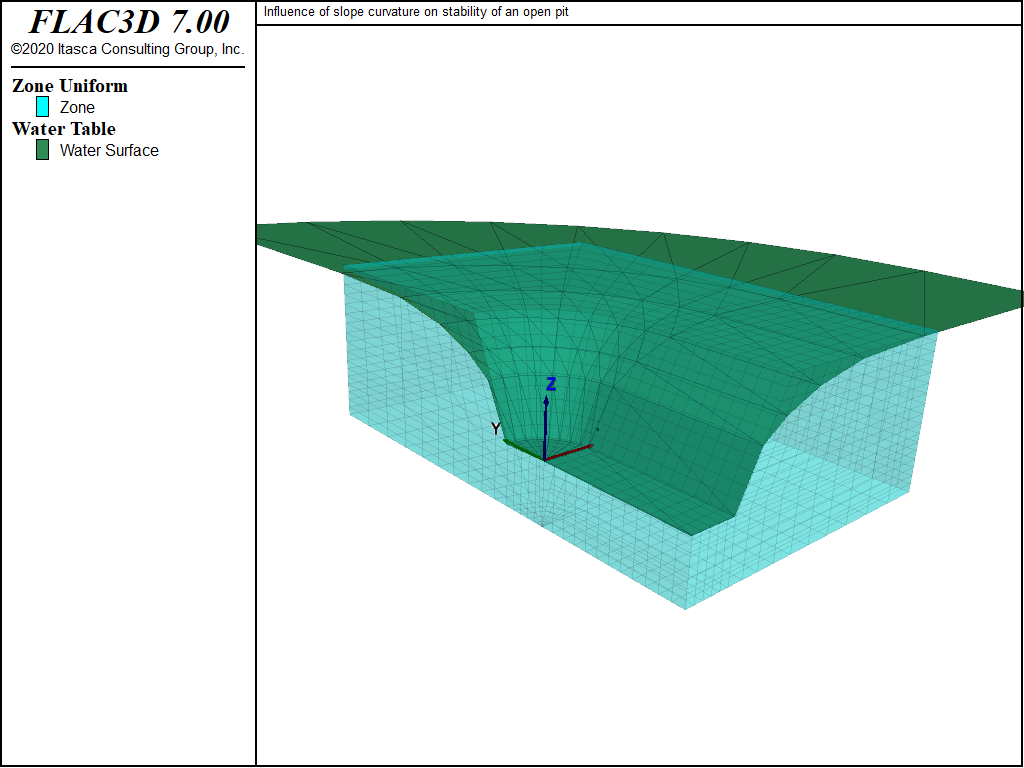 FLAC3D 7.00
©2020 Itasca Consulting Group, Inc.
Zone Uniform
Zone
Water Table
Water Surface
Influence of slope curvature on stability of an open pit
Z
Y